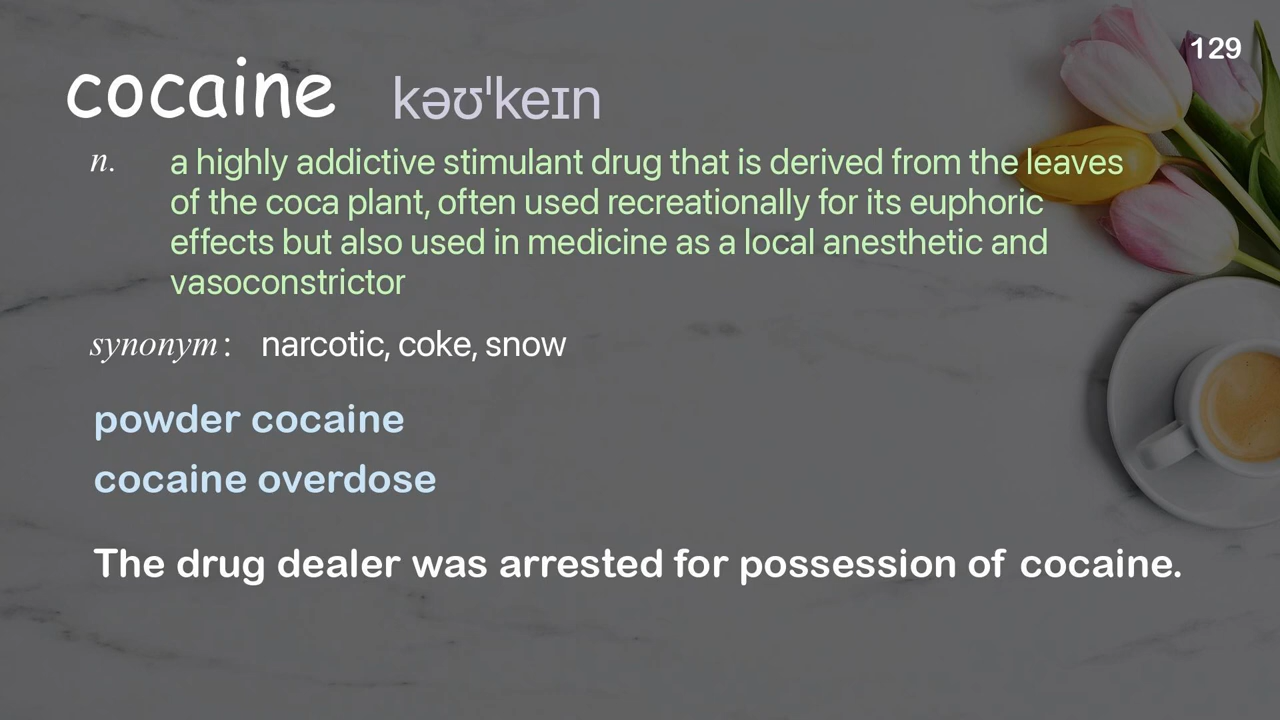 129
cocaine kəʊˈkeɪn
n. a highly addictive stimulant drug that is derived from the leaves
of the coca plant, often used recreationally for its euphoric
effects but also used in medicine as a local anesthetic and
vasoconstrictor
synonym: narcotic, coke, snow
powder cocaine
cocaine overdose
The drug dealer was arrested for possession of cocaine.